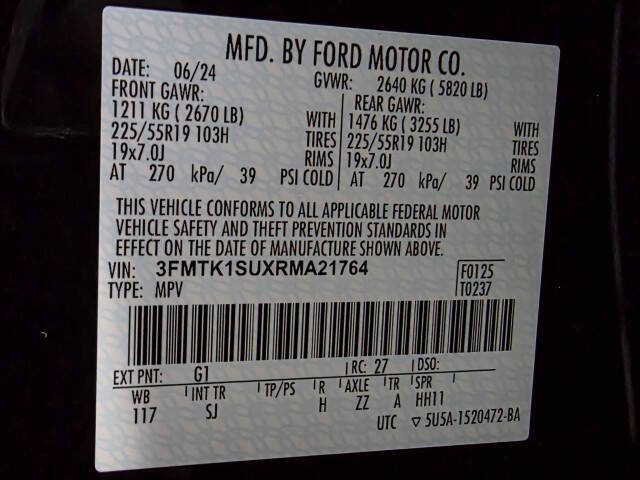 MFD. BY FORD MOTOR CO.
DATE: 06/24 GVWR: 2640 KG ( 5820 LB)
FRONT GAWR: REAR GAWR:
1211 KG ( 2670 LB) WITH 1476 KG ( 3255 LB) WITH
225/55R19 103H TIRES 225/55R19 103H TIRES
19x7.0J RIMS 19x7.0J RIMS
AT 270 kPa/ 39 PSI COLD AT 270 kPa/ 39 PSI COLD
THIS VEHICLE CONFORMS TO ALL APPLICABLE FEDERAL MOTOR
VEHICLE SAFETY AND THEFT PREVENTION STANDARDS IN
EFFECT ON THE DATE OF MANUFACTURE SHOWN ABOVE.
VIN: 3FMTK1SUXRMA21764 F0125
TYPE: MPV T0237
EXT PNT: G1 RC: 27 DSO:
WB INT TR TP/PS R AXLE TR SPR
117 SJ H ZZ A HH11
UTC ▽ 5U5A-1520472-BA